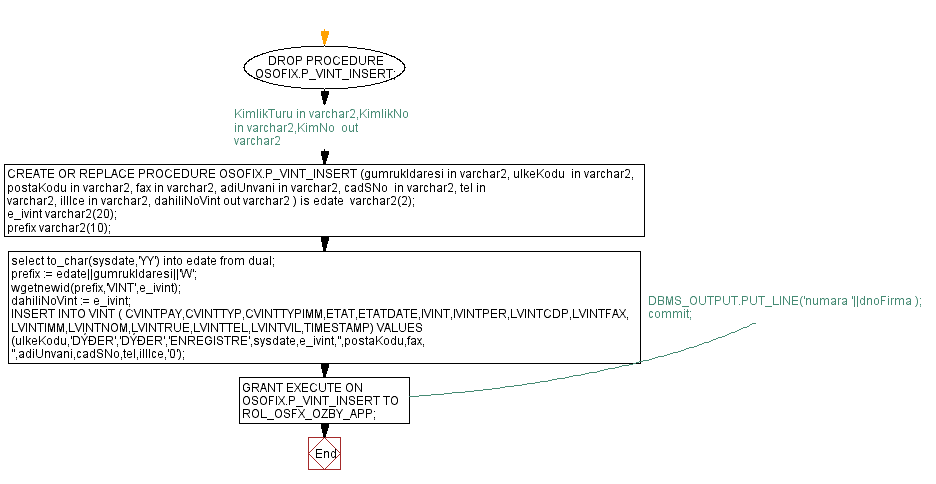 DROP PROCEDURE
OSOFIX.P_VINT_INSERT;
KimlikTuru in varchar2,KimlikNo
in varchar2,KimNo  out
varchar2
CREATE OR REPLACE PROCEDURE OSOFIX.P_VINT_INSERT (gumrukIdaresi in varchar2, ulkeKodu  in varchar2,
postaKodu in varchar2, fax in varchar2, adiUnvani in varchar2, cadSNo  in varchar2, tel in
varchar2, ilIlce in varchar2, dahiliNoVint out varchar2 ) is edate  varchar2(2);
e_ivint varchar2(20);
prefix varchar2(10);
select to_char(sysdate,'YY') into edate from dual;
prefix := edate||gumrukIdaresi||'VV';
wgetnewid(prefix,'VINT',e_ivint);
dahiliNoVint := e_ivint;
INSERT INTO VINT ( CVINTPAY,CVINTTYP,CVINTTYPIMM,ETAT,ETATDATE,IVINT,IVINTPER,LVINTCDP,LVINTFAX,
LVINTIMM,LVINTNOM,LVINTRUE,LVINTTEL,LVINTVIL,TIMESTAMP) VALUES
(ulkeKodu,'DÝÐER','DÝÐER','ENREGISTRE',sysdate,e_ivint,'',postaKodu,fax,
'',adiUnvani,cadSNo,tel,ilIlce,'0');
DBMS_OUTPUT.PUT_LINE('numara '||dnoFirma );
commit;
GRANT EXECUTE ON
OSOFIX.P_VINT_INSERT TO
ROL_OSFX_OZBY_APP;
End